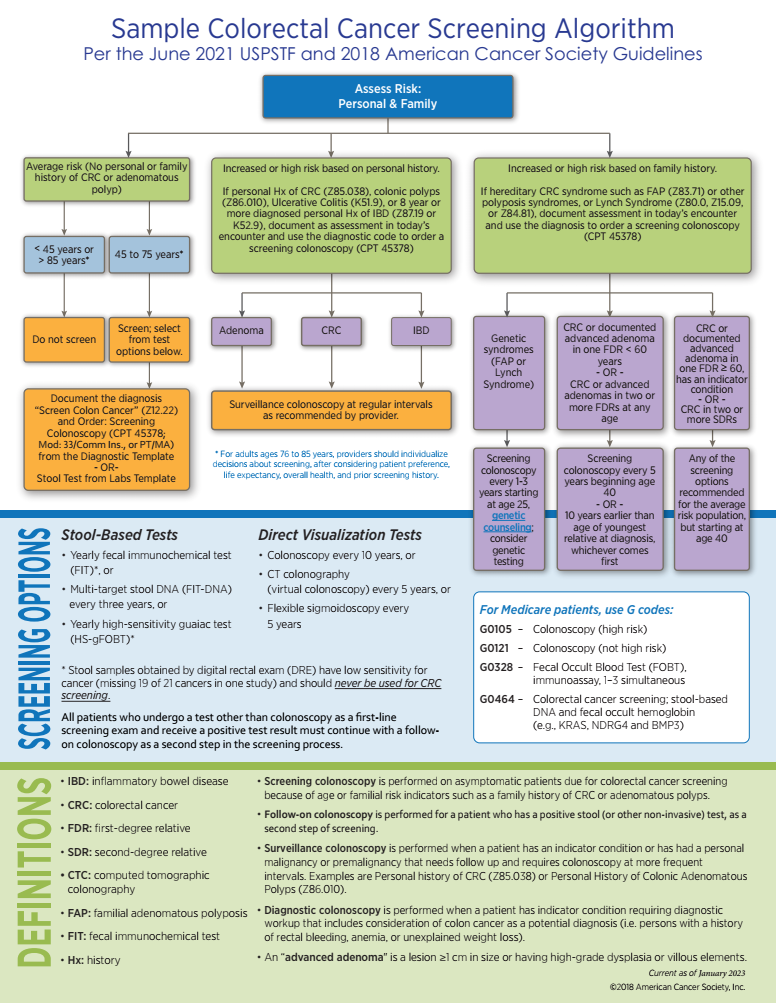 Sample Colorectal Cancer Screening Algorithm
Per the June 2021 USPSTF and 2018 American Cancer Society Guidelines
Assess Risk:
Personal & Family
Average risk (No personal or family
history of CRC or adenomatous
polyp)
< 45 years or
> 85 years*
45 to 75 years*
Do not screen
Screen; select
from test
options below.
Document the diagnosis
“Screen Colon Cancer” (Z12.22)
and Order: Screening
Colonoscopy (CPT 45378;
Mod: 33/Comm Ins., or PT/MA)
from the Diagnostic Template
- OR-
Stool Test from Labs Template
Increased or high risk based on personal history.
If personal Hx of CRC (Z85.038), colonic polyps
(Z86.010), Ulcerative Colitis (K51.9), or 8 year or
more diagnosed personal Hx of IBD (Z87.19 or
K52.9), document as assessment in today’s
encounter and use the diagnostic code to order a
screening colonoscopy (CPT 45378)
Adenoma
CRC
IBD
Surveillance colonoscopy at regular intervals
as recommended by provider.
* For adults ages 76 to 85 years, providers should individualize
decisions about screening, after considering patient preference,
life expectancy, overall health, and prior screening history.
Increased or high risk based on family history.
If hereditary CRC syndrome such as FAP (Z83.71) or other
polyposis syndromes, or Lynch Syndrome (Z80.0, Z15.09,
or Z84.81), document assessment in today’s encounter
and use the diagnosis to order a screening colonoscopy
(CPT 45378)
Genetic
syndromes
(FAP or
Lynch
Syndrome)
CRC or documented
advanced adenoma
in one FDR < 60
years
- OR -
CRC or advanced
adenomas in two or
more FDRs at any
age
CRC or
documented
advanced
adenoma in
one FDR ≥ 60,
has an indicator
condition
- OR -
CRC in two or
more SDRs
Screening
colonoscopy
every 1-3
years starting
at age 25,
genetic
counseling;
consider
genetic
testing
Screening
colonoscopy every 5
years beginning age
40
- OR -
10 years earlier than
age of youngest
relative at diagnosis,
whichever comes
first
Any of the
screening
options
recommended
for the average
risk population,
but starting at
age 40
SCREENING OPTIONS
Stool-Based Tests
• Yearly fecal immunochemical test
(FIT)*, or
• Multi-target stool DNA (FIT-DNA)
every three years, or
• Yearly high-sensitivity guaiac test
(HS-gFOBT)*
Direct Visualization Tests
• Colonoscopy every 10 years, or
• CT colonography
(virtual colonoscopy) every 5 years, or
• Flexible sigmoidoscopy every
5 years
* Stool samples obtained by digital rectal exam (DRE) have low sensitivity for
cancer (missing 19 of 21 cancers in one study) and should never be used for CRC
screening.
All patients who undergo a test other than colonoscopy as a first-line
screening exam and receive a positive test result must continue with a follow-
on colonoscopy as a second step in the screening process.
For Medicare patients, use G codes:
G0105 – Colonoscopy (high risk)
G0121 – Colonoscopy (not high risk)
G0328 – Fecal Occult Blood Test (FOBT),
immunoassay, 1–3 simultaneous
G0464 – Colorectal cancer screening; stool-based
DNA and fecal occult hemoglobin
(e.g., KRAS, NDRG4 and BMP3)
DEFINITIONS
• IBD: inflammatory bowel disease
• CRC: colorectal cancer
• FDR: first-degree relative
• SDR: second-degree relative
• CTC: computed tomographic
colonography
• FAP: familial adenomatous polyposis
• FIT: fecal immunochemical test
• Hx: history
• Screening colonoscopy is performed on asymptomatic patients due for colorectal cancer screening
because of age or familial risk indicators such as a family history of CRC or adenomatous polyps.
• Follow-on colonoscopy is performed for a patient who has a positive stool (or other non-invasive) test, as a
second step of screening.
• Surveillance colonoscopy is performed when a patient has an indicator condition or has had a personal
malignancy or premalignancy that needs follow up and requires colonoscopy at more frequent
intervals. Examples are Personal history of CRC (Z85.038) or Personal History of Colonic Adenomatous
Polyps (Z86.010).
• Diagnostic colonoscopy is performed when a patient has indicator condition requiring diagnostic
workup that includes consideration of colon cancer as a potential diagnosis (i.e. persons with a history
of rectal bleeding, anemia, or unexplained weight loss).
• An “advanced adenoma” is a lesion ≥1 cm in size or having high-grade dysplasia or villous elements.
Current as of January 2023
©2018 American Cancer Society, Inc.